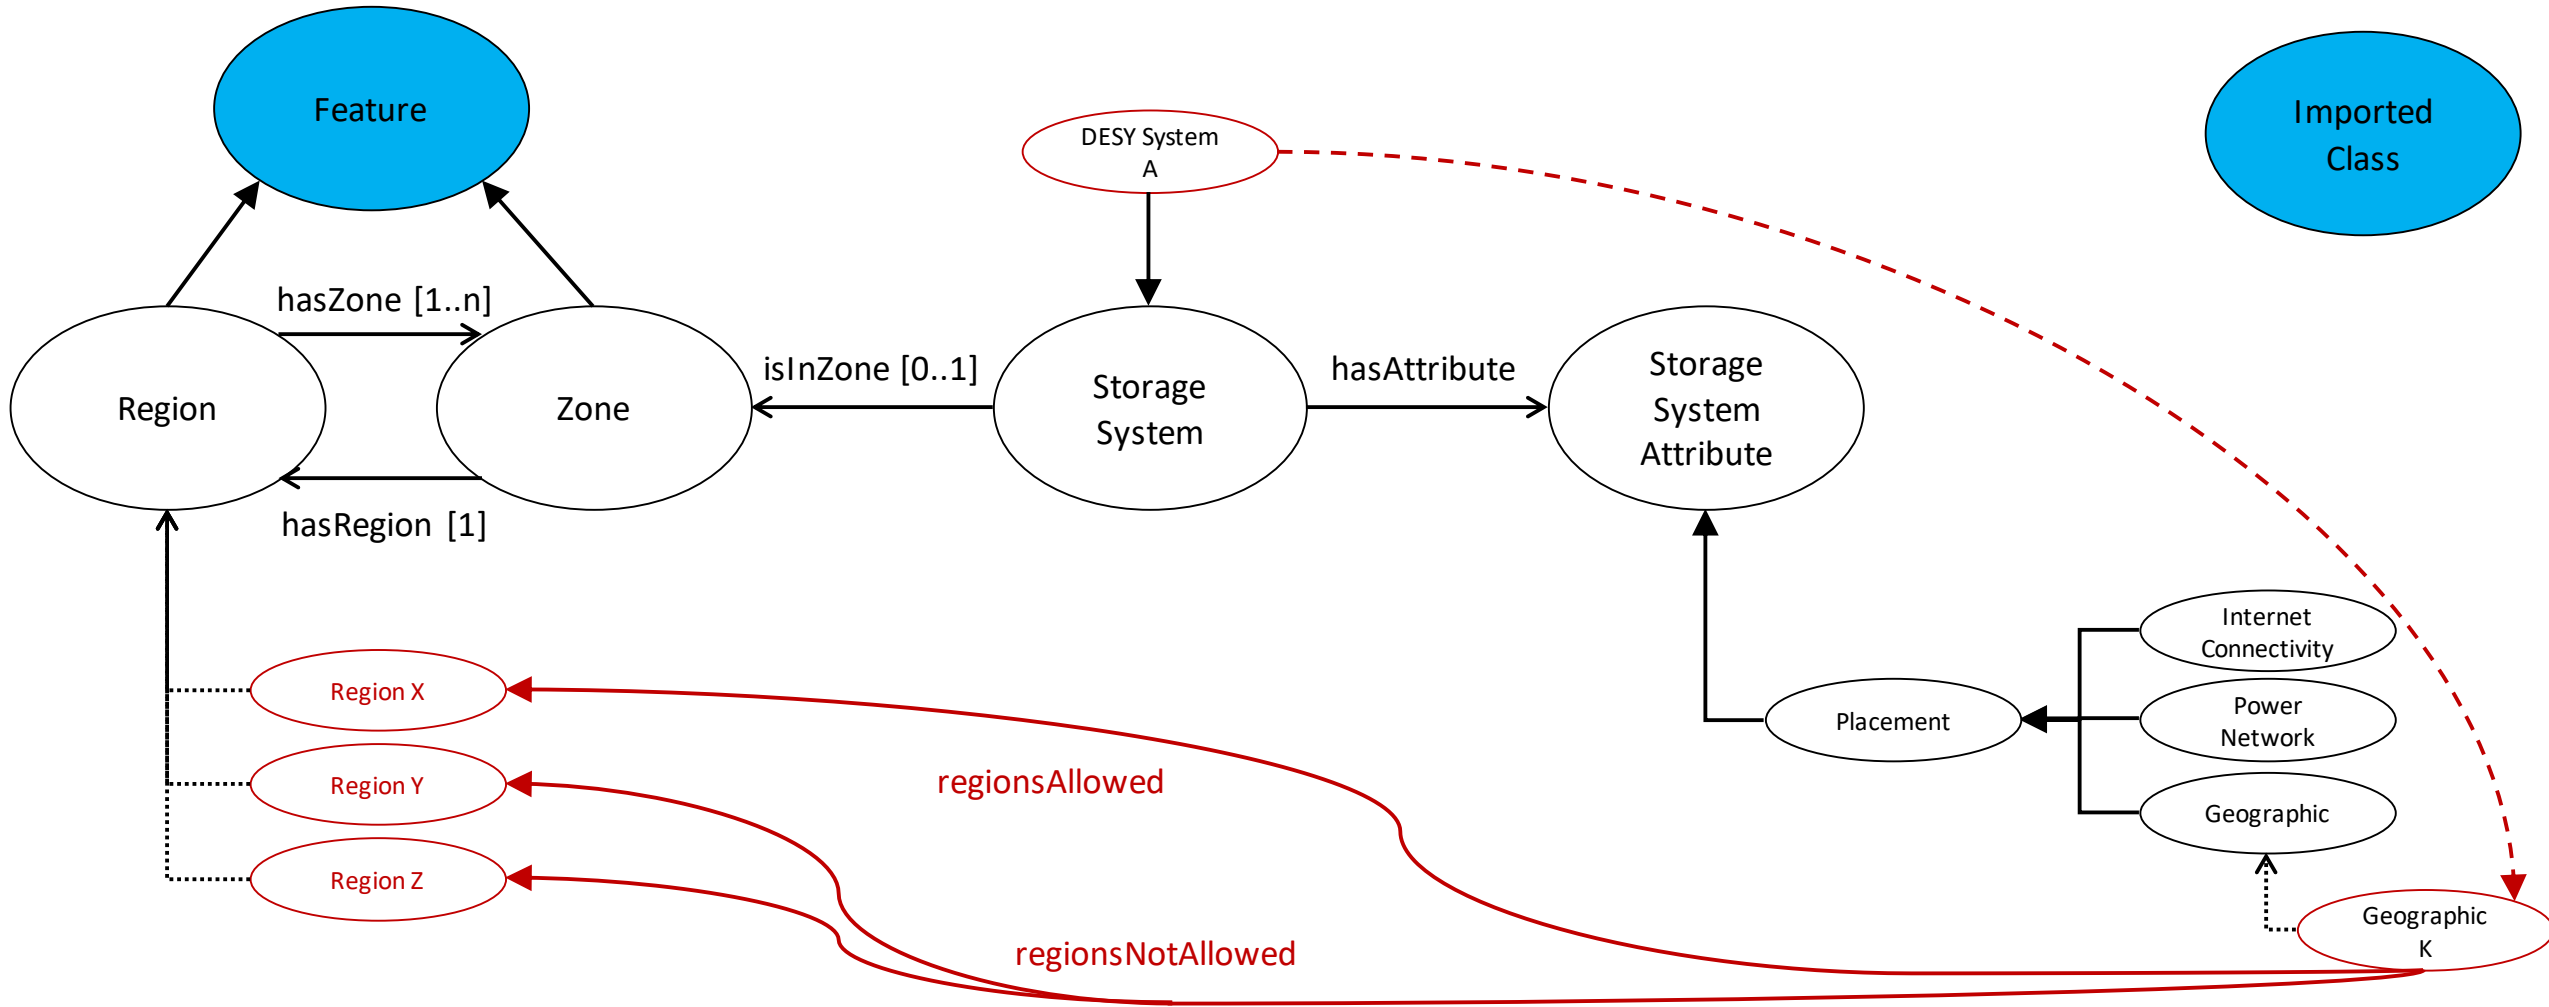 Feature
Imported
Class
DESY System
A
hasZone [1..n]
Region
Zone
isInZone [0..1]
Storage
System
hasAttribute
Storage
System
Attribute
hasRegion [1]
Internet
Connectivity
Power
Network
Placement
Geographic
Region X
Region Y
Region Z
regionsAllowed
regionsNotAllowed
Geographic
K